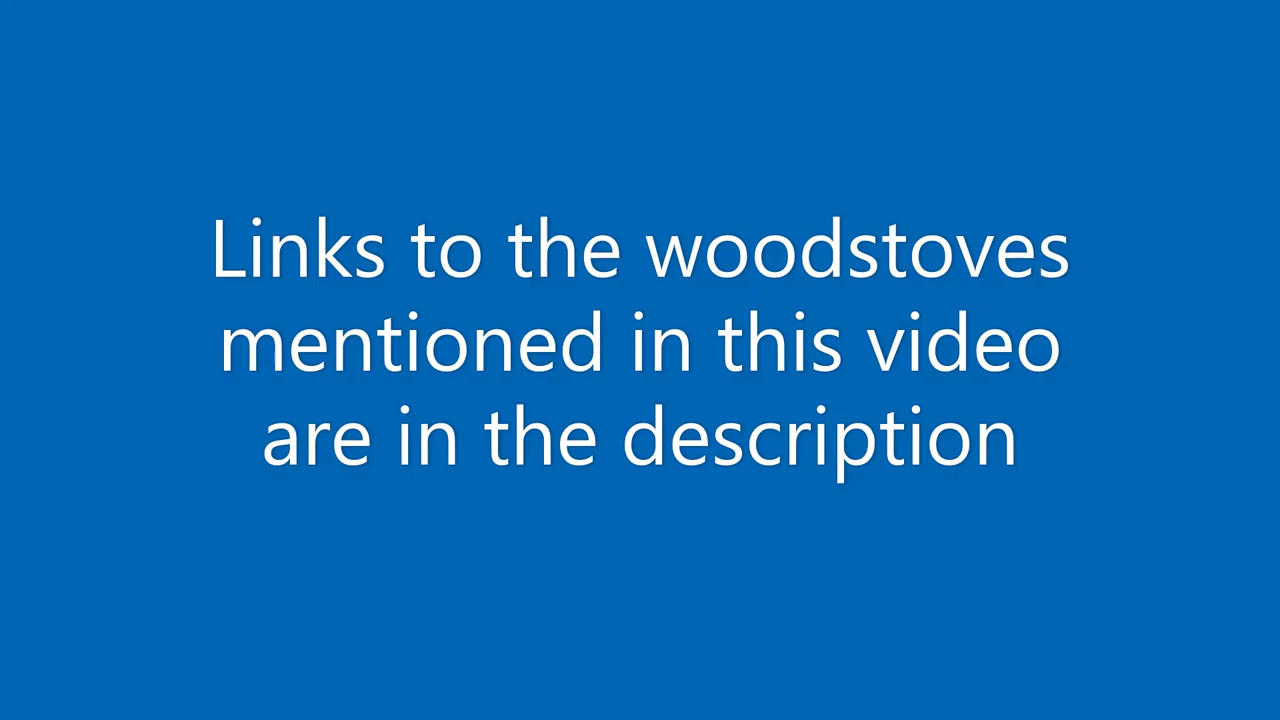 Links to the woodstoves
mentioned in this video
are in the description